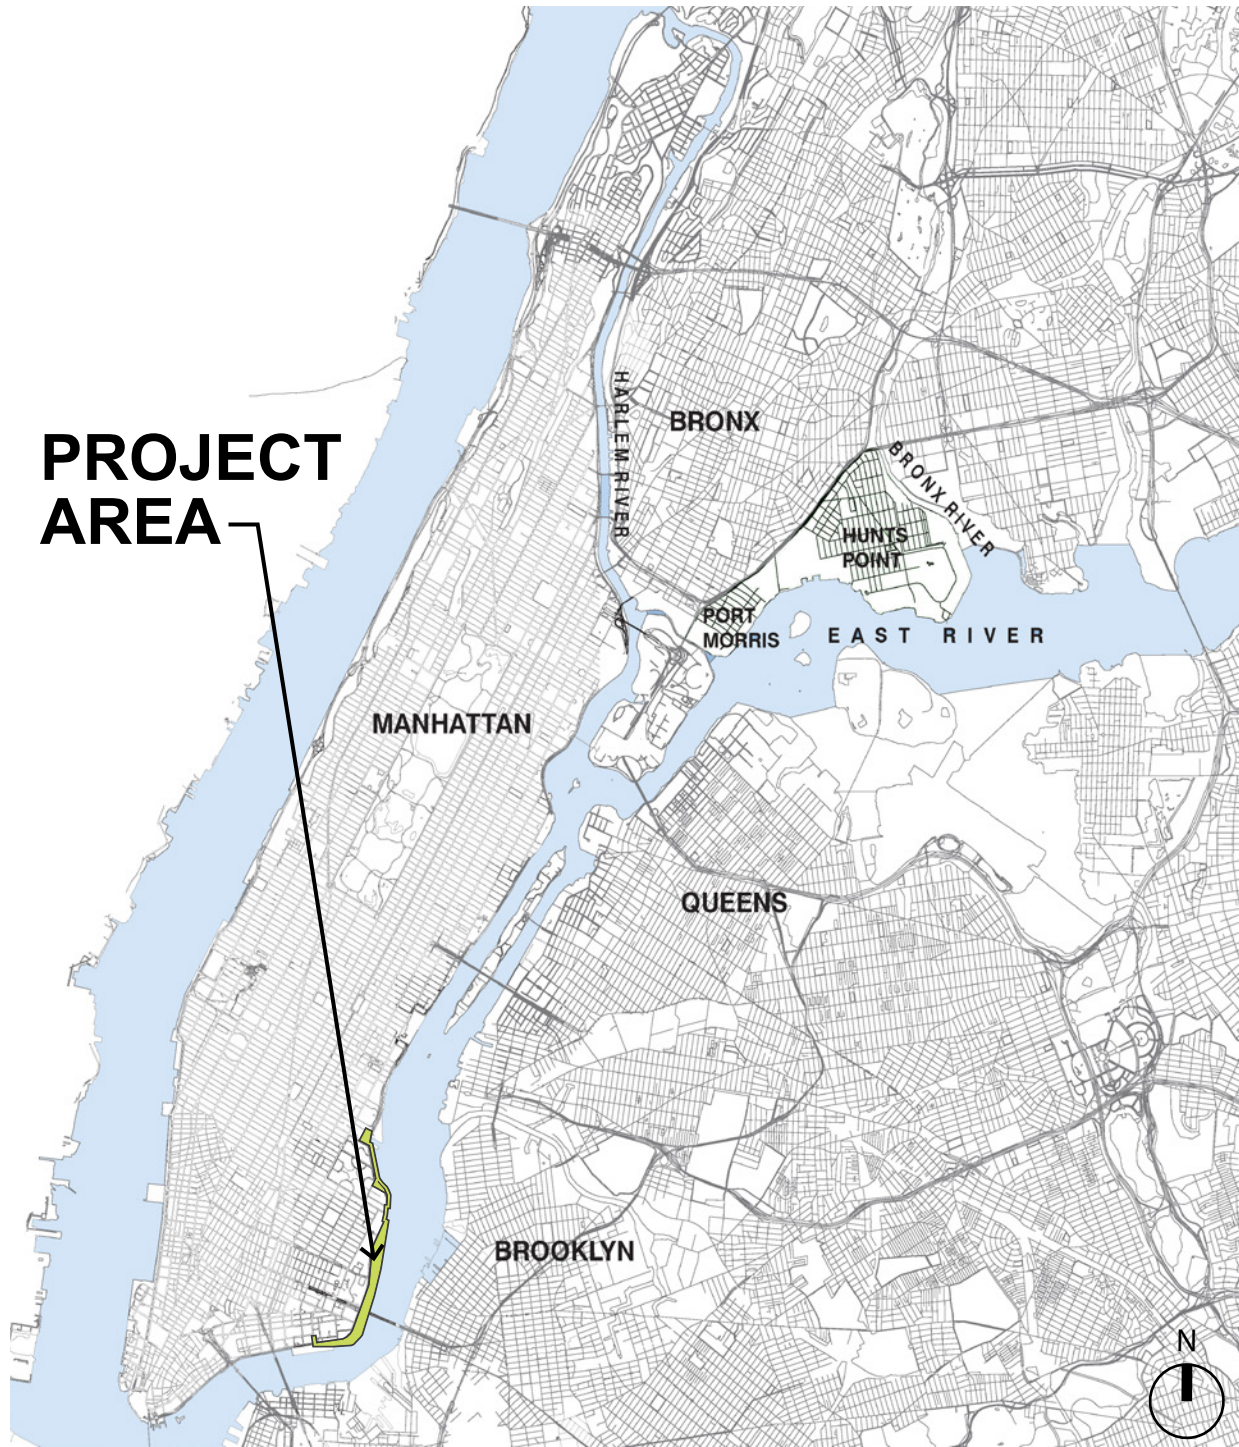 PROJECT
AREA
HARLEM RIVER
BRONX
BRONX RIVER
HUNTS
POINT
PORT
MORRIS
EAST RIVER
MANHATTAN
QUEENS
BROOKLYN
N